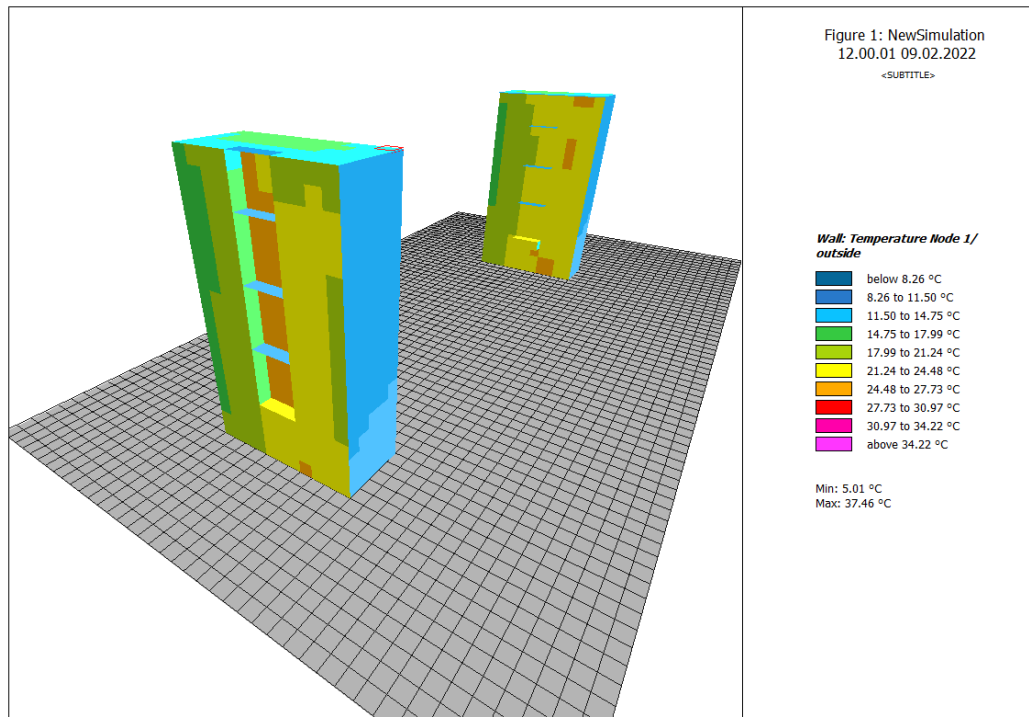 Figure 1: NewSimulation
12.00.01 09.02.2022
<SUBTITLE>
Wall: Temperature Node 1/
outside
below 8.26 °C
8.26 to 11.50 °C
11.50 to 14.75 °C
14.75 to 17.99 °C
17.99 to 21.24 °C
21.24 to 24.48 °C
24.48 to 27.73 °C
27.73 to 30.97 °C
30.97 to 34.22 °C
above 34.22 °C
Min: 5.01 °C
Max: 37.46 °C